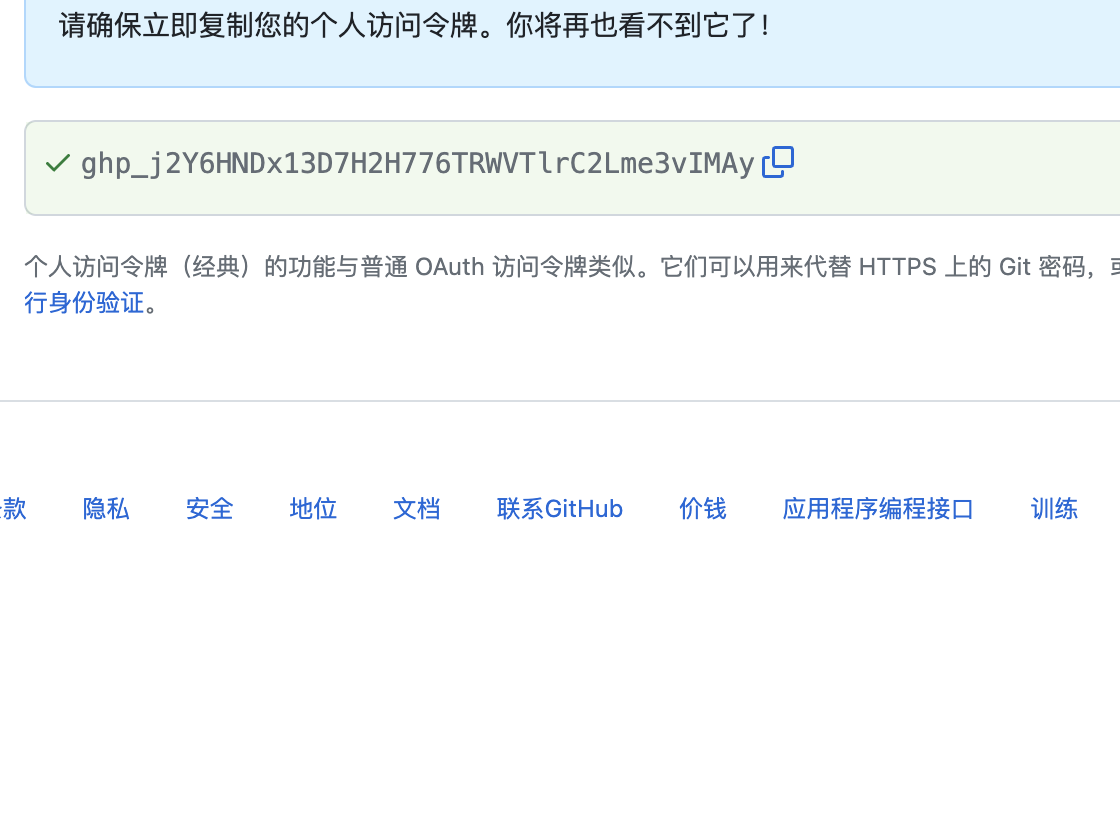 请确保立即复制您的个人访问令牌。你将再也看不到它了！
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
个人访问令牌（经典）的功能与普通 OAuth 访问令牌类似。它们可以用来代替 HTTPS 上的 Git 密码，
行身份验证。
款 隐私 安全 地位 文档 联系GitHub 价钱 应用程序编程接口 训练